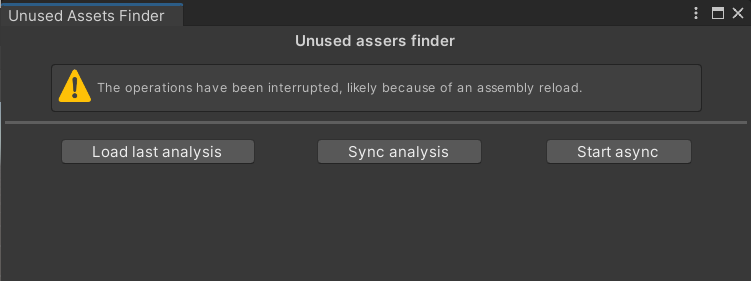 Unused Assets Finder
Unused assers finder
The operations have been interrupted, likely because of an assembly reload.
Load last analysis
Sync analysis
Start async